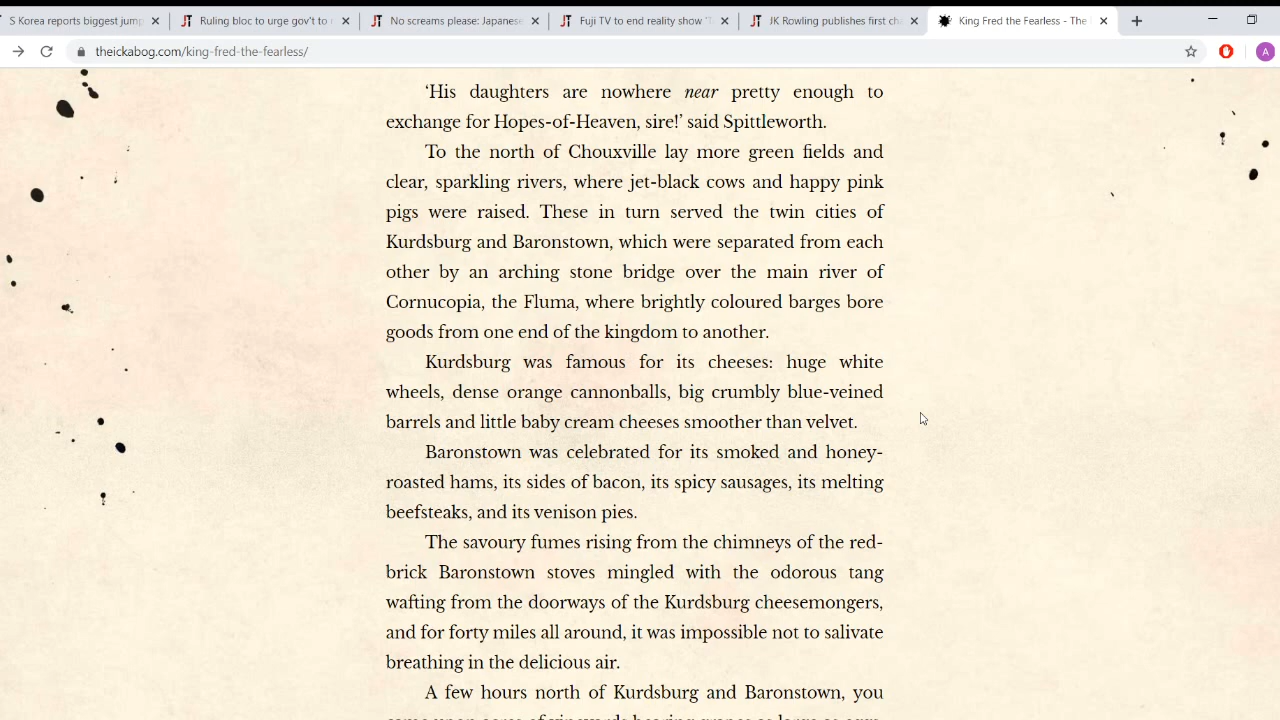 S Korea reports biggest jump
Ruling bloc to urge gov't to
No screams please: Japanese
Fuji TV to end reality show
JK Rowling publishes first
King Fred the Fearless - The
theickabog.com/king-fred-the-fearless/
A
‘His daughters are nowhere near pretty enough to
exchange for Hopes-of-Heaven, sire!’ said Spittleworth.
To the north of Chouxville lay more green fields and
clear, sparkling rivers, where jet-black cows and happy pink
pigs were raised. These in turn served the twin cities of
Kurdsburg and Baronstown, which were separated from each
other by an arching stone bridge over the main river of
Cornucopia, the Fluma, where brightly coloured barges bore
goods from one end of the kingdom to another.
Kurdsburg was famous for its cheeses: huge white
wheels, dense orange cannonballs, big crumbly blue-veined
barrels and little baby cream cheeses smoother than velvet.
Baronstown was celebrated for its smoked and honey-
roasted hams, its sides of bacon, its spicy sausages, its melting
beefsteaks, and its venison pies.
The savoury fumes rising from the chimneys of the red-
brick Baronstown stoves mingled with the odorous tang
wafting from the doorways of the Kurdsburg cheesemongers,
and for forty miles all around, it was impossible not to salivate
breathing in the delicious air.
A few hours north of Kurdsburg and Baronstown, you